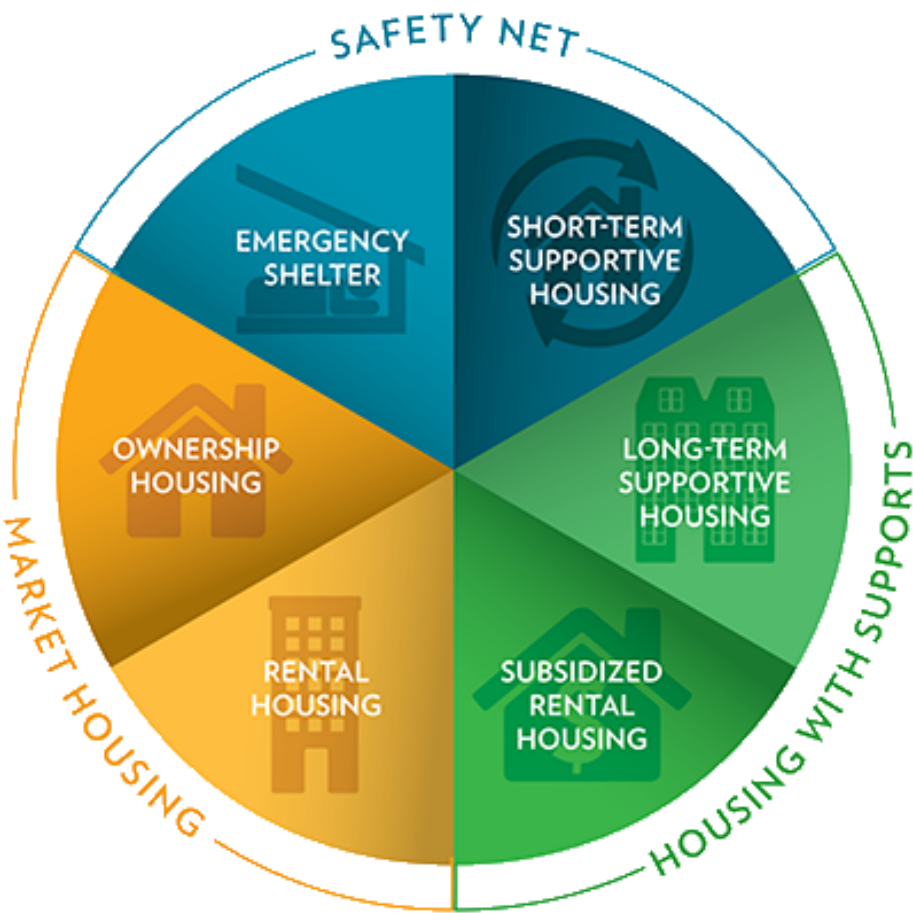 SAFETY NET
EMERGENCY
SHELTER
SHORT-TERM
SUPPORTIVE
HOUSING
OWNERSHIP
HOUSING
LONG-TERM
SUPPORTIVE
HOUSING
RENTAL
HOUSING
SUBSIDIZED
RENTAL
HOUSING
$
MARKET HOUSING
HOUSING WITH SUPPORTS